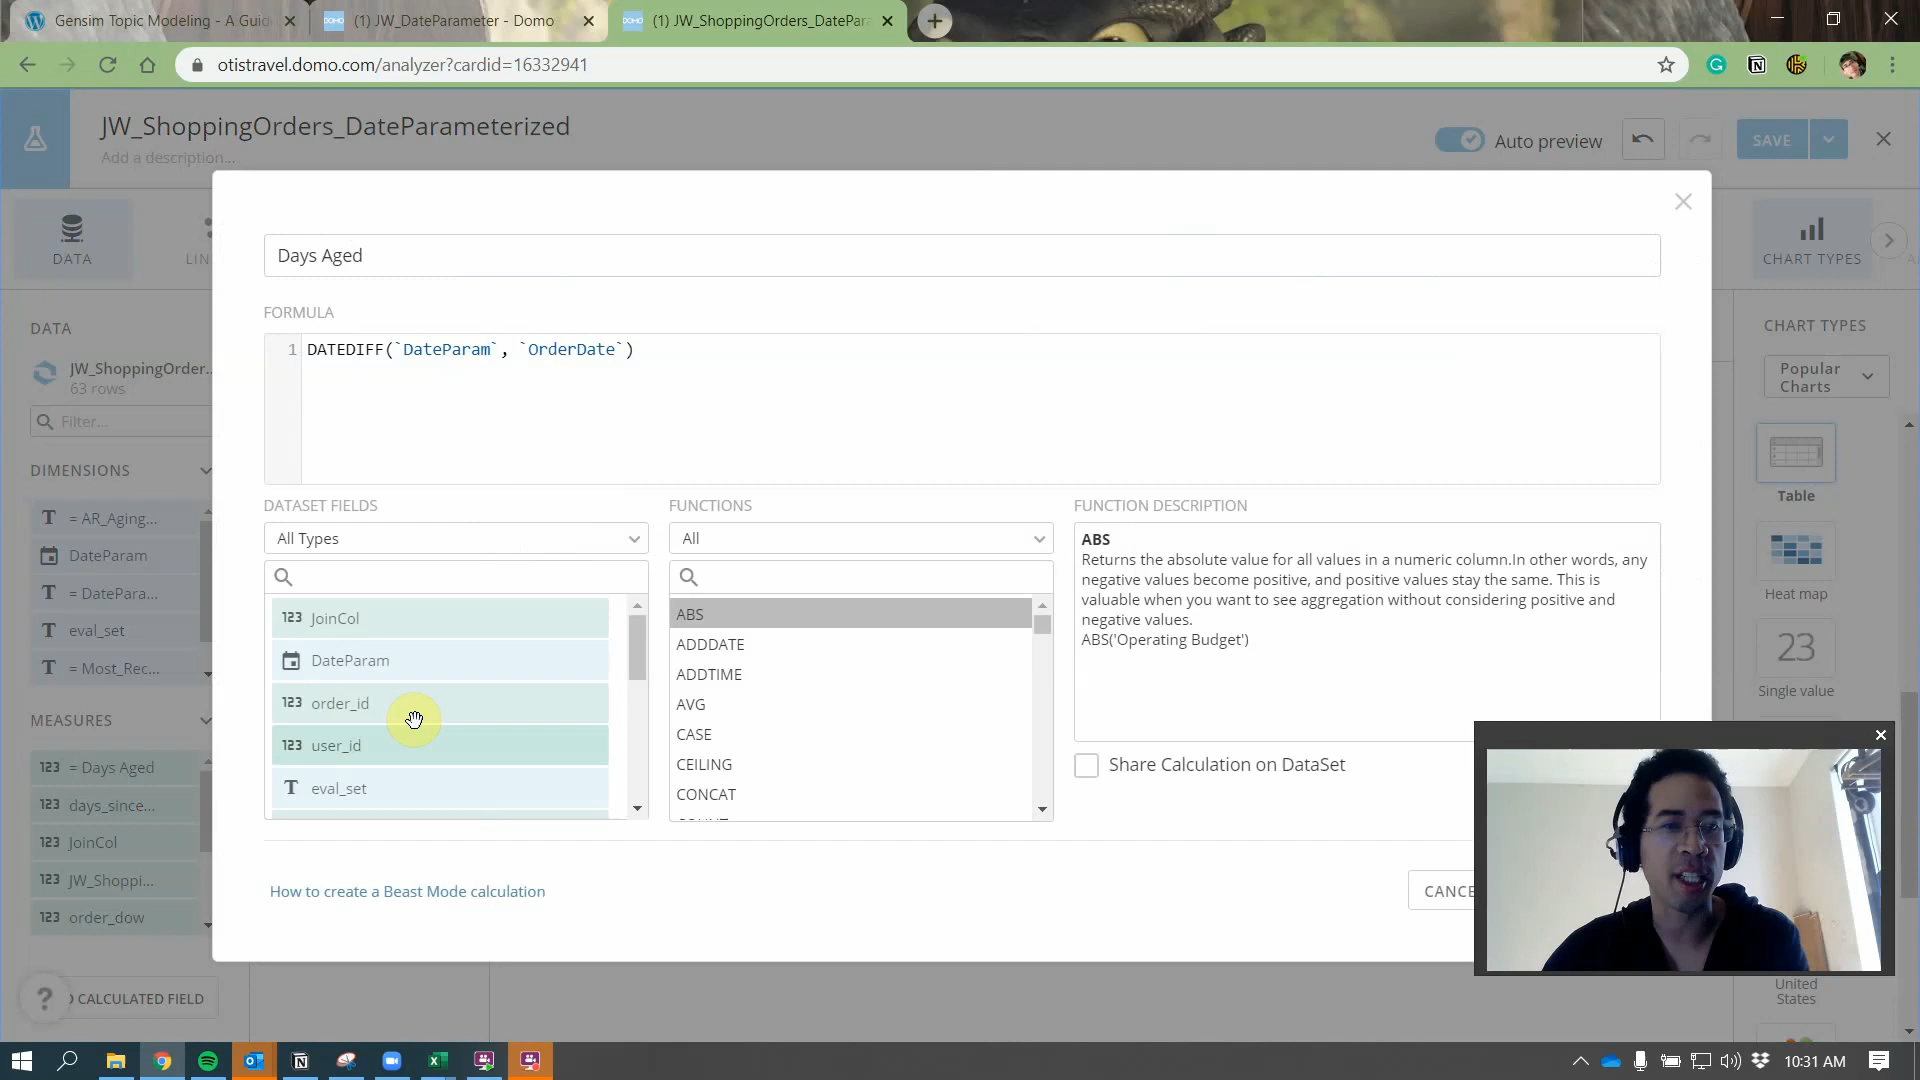 Gensim Topic Modeling - A Guid
(1) JW_DateParameter - Domo
(1) JW_ShoppingOrders_DatePara
otistravel.domo.com/analyzer?cardid=16332941
JW_ShoppingOrders_DateParameterized
Add a description...
Auto preview
SAVE
DATA
LIN
CHART TYPES
Days Aged
FORMULA
1 DATEDIFF(`DateParam`, `OrderDate`)
DATA
JW_ShoppingOrder...
63 rows
Filter...
DIMENSIONS
T = AR_Aging...
DateParam
T = DatePara...
T eval_set
T = Most_Rec...
MEASURES
123 = Days Aged
123 days_since...
123 JoinCol
123 JW_Shoppi...
123 order_dow
CALCULATED FIELD
?
DATASET FIELDS
All Types
123 JoinCol
DateParam
123 order_id
123 user_id
T eval_set
FUNCTIONS
All
ABS
ADDDATE
ADDTIME
AVG
CASE
CEILING
CONCAT
FUNCTION DESCRIPTION
ABS
Returns the absolute value for all values in a numeric column.In other words, any
negative values become positive, and positive values stay the same. This is
valuable when you want to see aggregation without considering positive and
negative values.
ABS('Operating Budget')
Share Calculation on DataSet
How to create a Beast Mode calculation
CANCE
CHART TYPES
Popular
Charts
Table
Heat map
23
Single value
United
States
10:31 AM